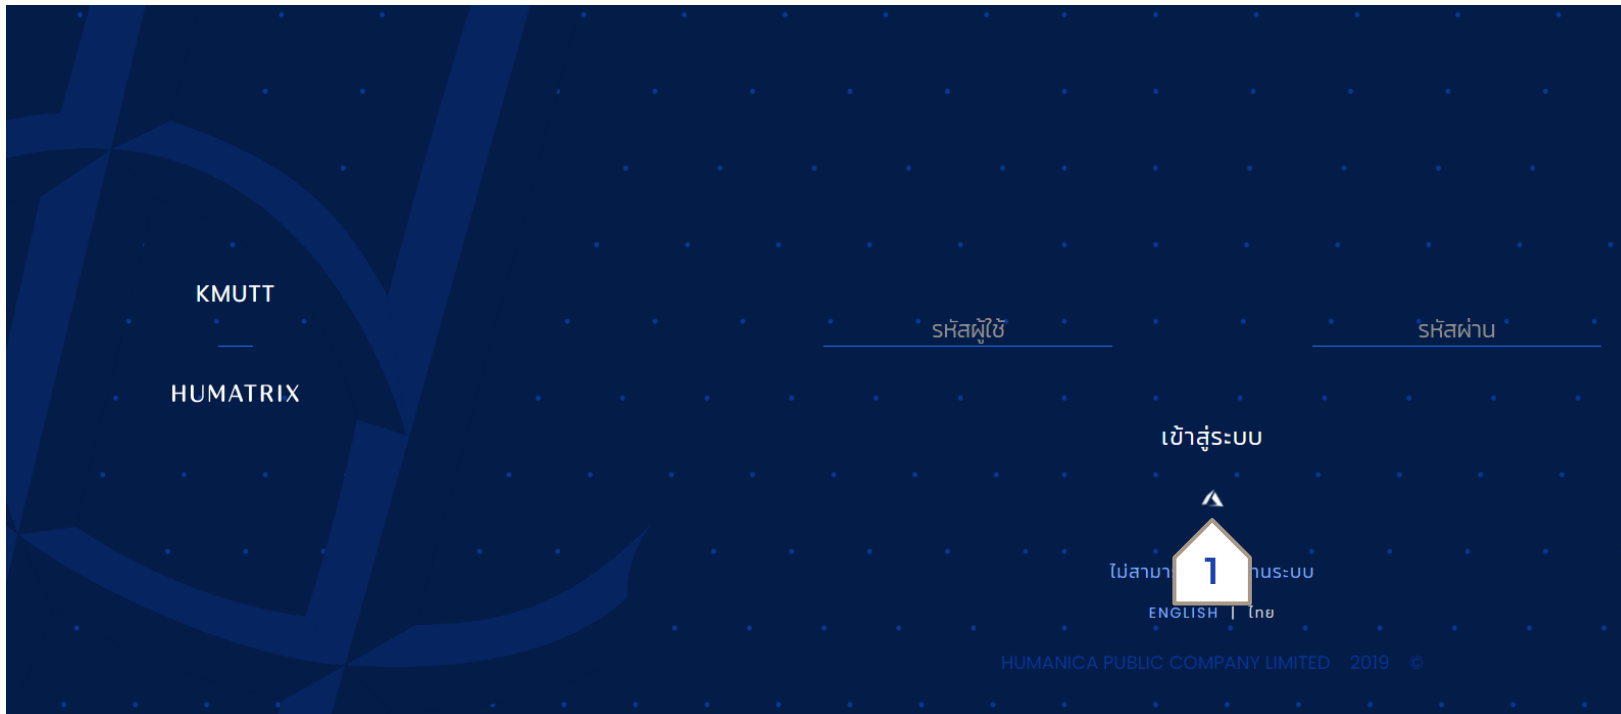 KMUTT
HUMATRIX
รหัสผู้ใช้
รหัสผ่าน
เข้าสู่ระบบ
1
ENGLISH | ไทย
HUMANICA PUBLIC COMPANY LIMITED 2019 ©